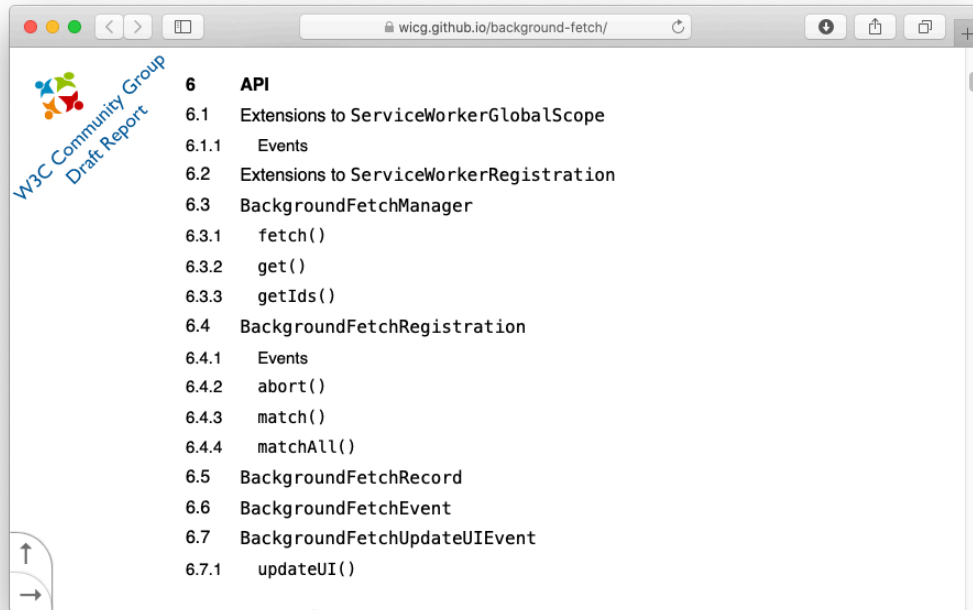 wicg.github.io/background-fetch/
W3C Community Group
Draft Report
6 API
6.1 Extensions to ServiceWorkerGlobalScope
6.1.1 Events
6.2 Extensions to ServiceWorkerRegistration
6.3 BackgroundFetchManager
6.3.1 fetch()
6.3.2 get()
6.3.3 getIds()
6.4 BackgroundFetchRegistration
6.4.1 Events
6.4.2 abort()
6.4.3 match()
6.4.4 matchAll()
6.5 BackgroundFetchRecord
6.6 BackgroundFetchEvent
6.7 BackgroundFetchUpdateUIEvent
6.7.1 updateUI()